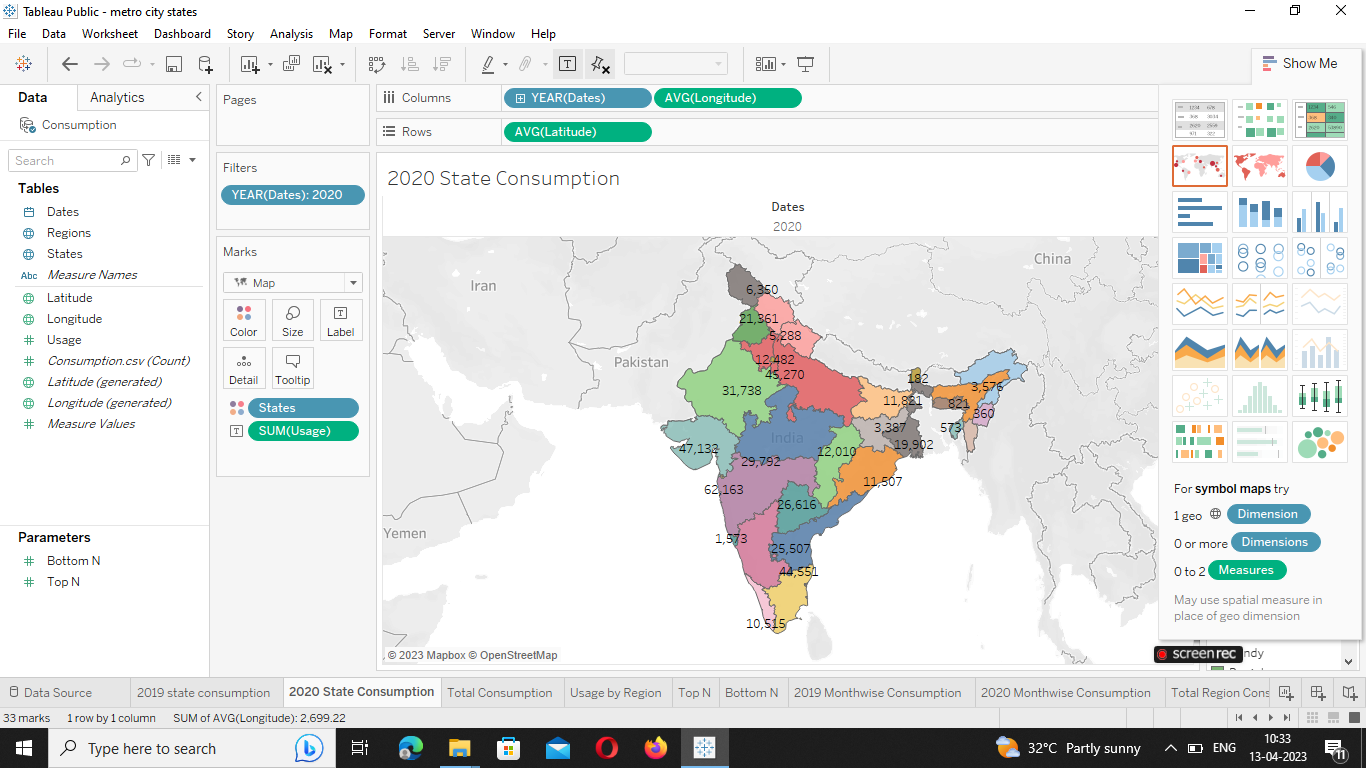 Tableau Public - metro city states
File Data Worksheet Dashboard Story Analysis Map Format Server Window Help
Show Me
Data Analytics
Consumption
Search
Tables
Dates
Regions
States
Abc Measure Names
Latitude
Longitude
Usage
Consumption.csv (Count)
Latitude (generated)
Longitude (generated)
Measure Values
Parameters
Bottom N
Top N
Pages
Filters
YEAR(Dates): 2020
Marks
Map
Color Size Label
Detail Tooltip
States
SUM(Usage)
Columns YEAR(Dates) AVG(Longitude)
Rows AVG(Latitude)
2020 State Consumption
Dates
2020
China
Iran
Pakistan
India
Yemen
6,350
21,361
5,288
12,482
45,270
31,738
182
3,576
11,881
821
360
3,387
573
19,902
47,132
12,010
29,792
11,507
62,163
26,616
1,573
25,507
44,551
10,515
© 2023 Mapbox © OpenStreetMap
For symbol maps try
1 geo Dimension
0 or more Dimensions
0 to 2 Measures
May use spatial measure in
place of geo dimension
screenrec
Data Source 2019 state consumption 2020 State Consumption Total Consumption Usage by Region Top N Bottom N 2019 Monthwise Consumption 2020 Monthwise Consumption Total Region Cons
33 marks 1 row by 1 column SUM of AVG(Longitude): 2,699.22
Type here to search
32°C Partly sunny
ENG
10:33
13-04-2023
11